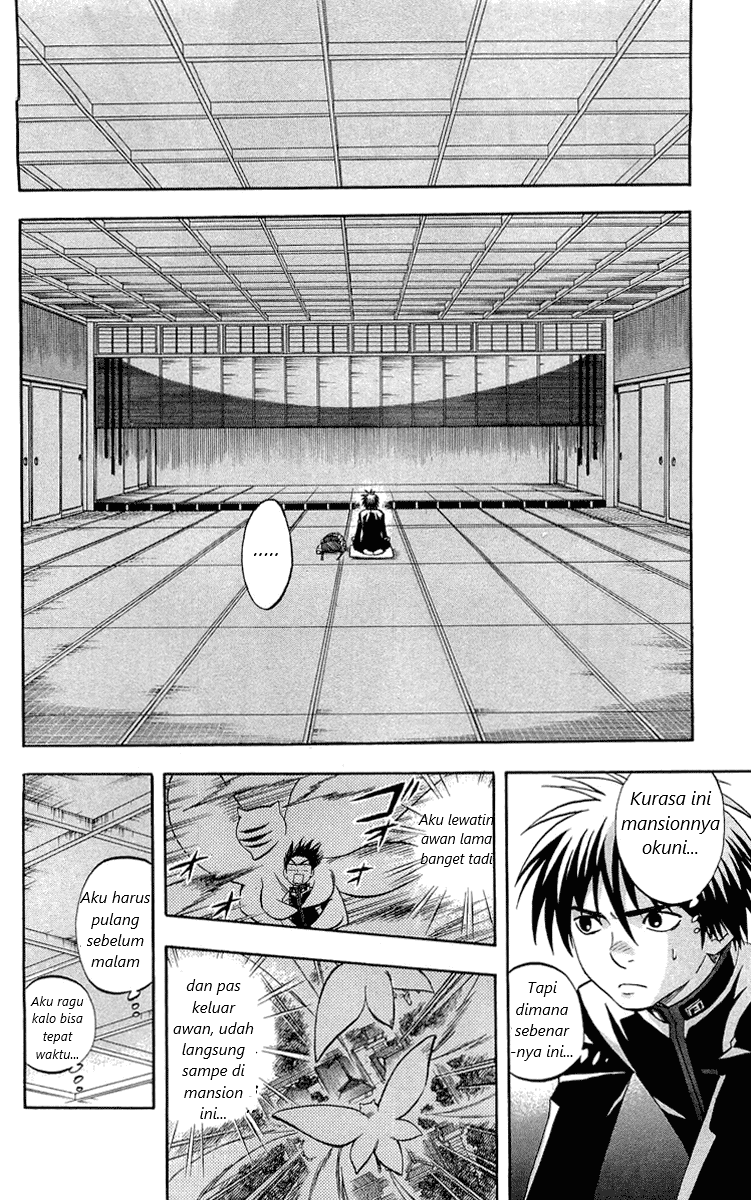 .....
Kurasa ini
mansionnya
okuni...
Tapi
dimana
sebenar
-nya ini...
Aku lewatin
awan lama
banget tadi
ゴ
dan pas
keluar
awan, udah
langsung
sampe di
mansion
ini...
Aku harus
pulang
sebelum
malam
Aku ragu
kalo bisa
tepat
waktu...